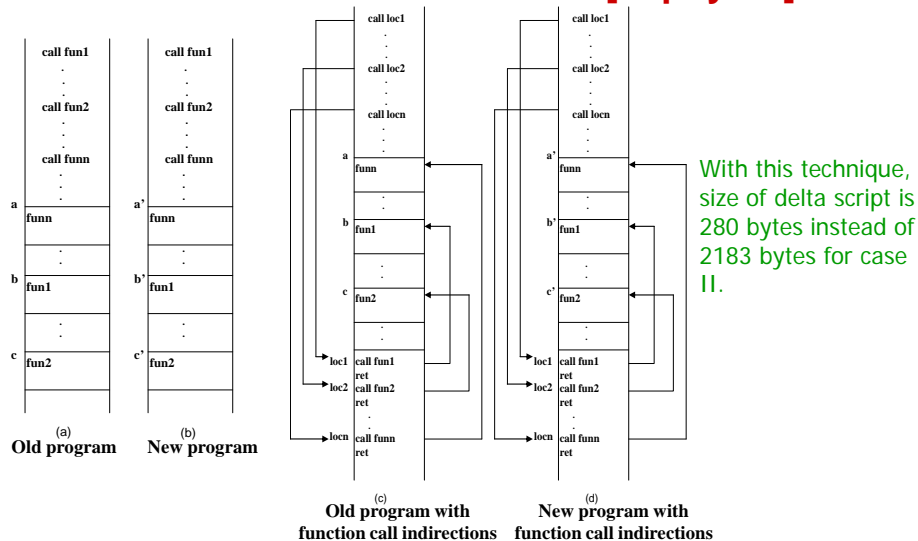 call fun1
.
.
.
call fun2
.
.
.
.
call funn
.
.
.
a
funn
.
.
b
fun1
.
.
c
fun2
(a)
Old program
call fun1
.
.
.
call fun2
.
.
.
.
call funn
.
.
.
a'
funn
.
.
b'
fun1
.
.
c'
fun2
(b)
New program
call loc1
.
.
.
call loc2
.
.
.
.
call locn
.
.
.
a
funn
.
.
b
fun1
.
.
c
fun2
.
.
loc1 call fun1
ret
loc2 call fun2
ret
.
.
locn call funn
ret
(c)
Old program with
function call indirections
call loc1
.
.
.
call loc2
.
.
.
.
call locn
.
.
.
a'
funn
.
.
b'
fun1
.
.
c'
fun2
.
.
loc1 call fun1
ret
loc2 call fun2
ret
.
.
locn call funn
ret
(d)
New program with
function call indirections
With this technique,
size of delta script is
280 bytes instead of
2183 bytes for case
II.